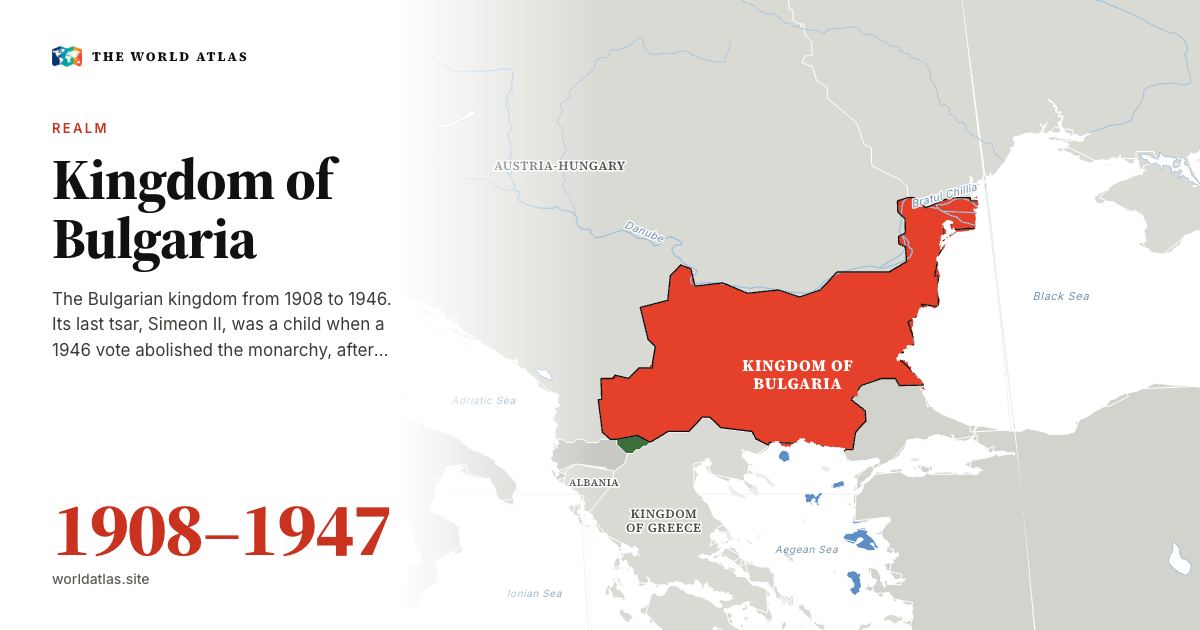 THE WORLD ATLAS
REALM
Kingdom of
Bulgaria
The Bulgarian kingdom from 1908 to 1946.
Its last tsar, Simeon II, was a child when a
1946 vote abolished the monarchy, after...
1908–1947
worldatlas.site
AUSTRIA-HUNGARY
Bratul Chillia
Danube
Black Sea
KINGDOM OF
BULGARIA
Adriatic Sea
ALBANIA
KINGDOM
OF GREECE
Aegean Sea
Ionian Sea